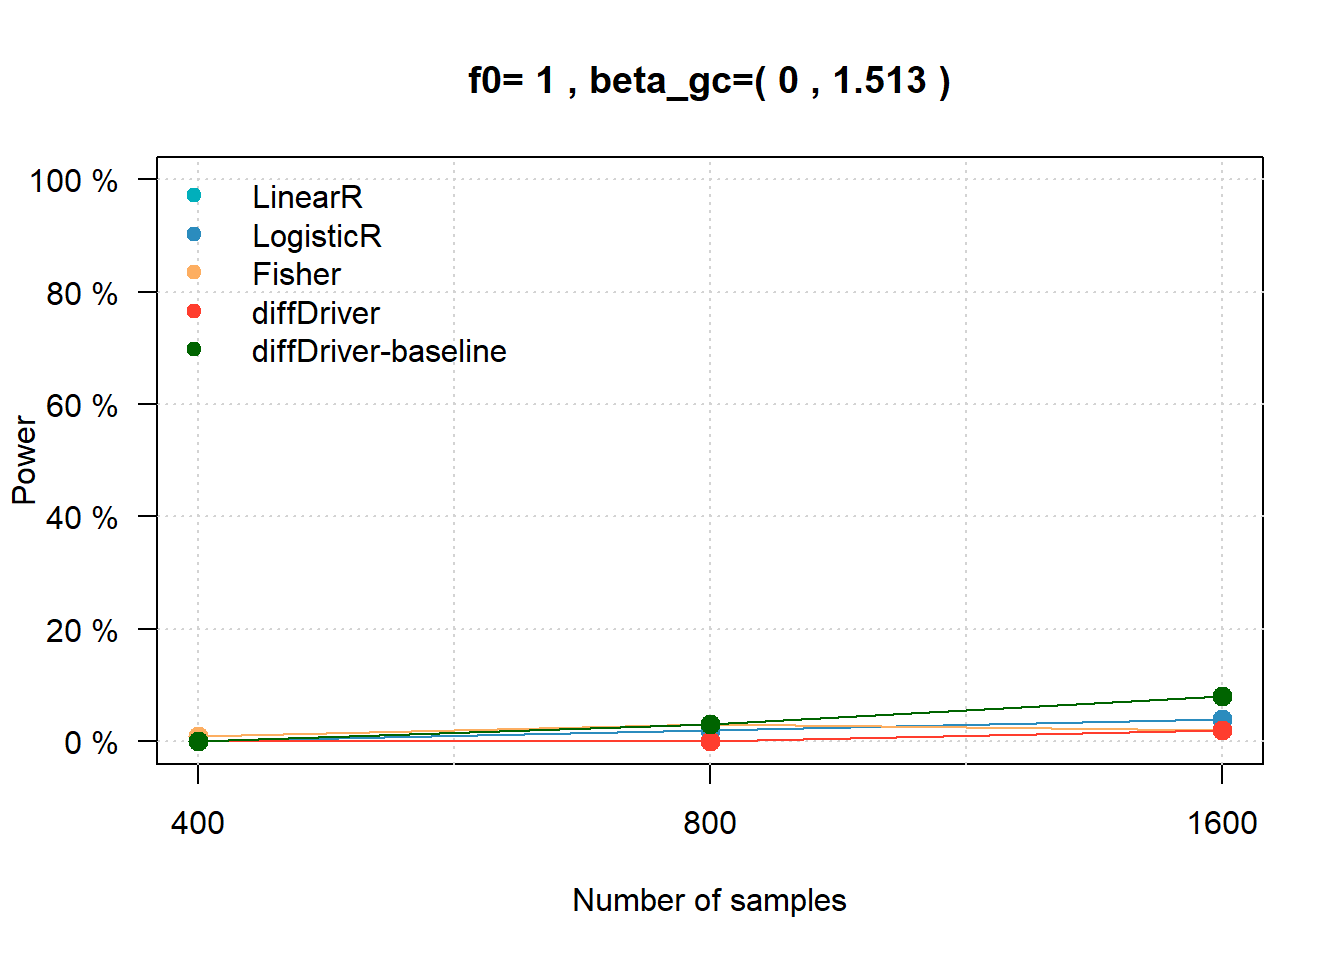 f0= 1 , beta_gc=( 0 , 1.513 )
100 %
80 %
60 %
40 %
20 %
0 %
Power
LinearR
LogisticR
Fisher
diffDriver
diffDriver-baseline
400
800
1600
Number of samples